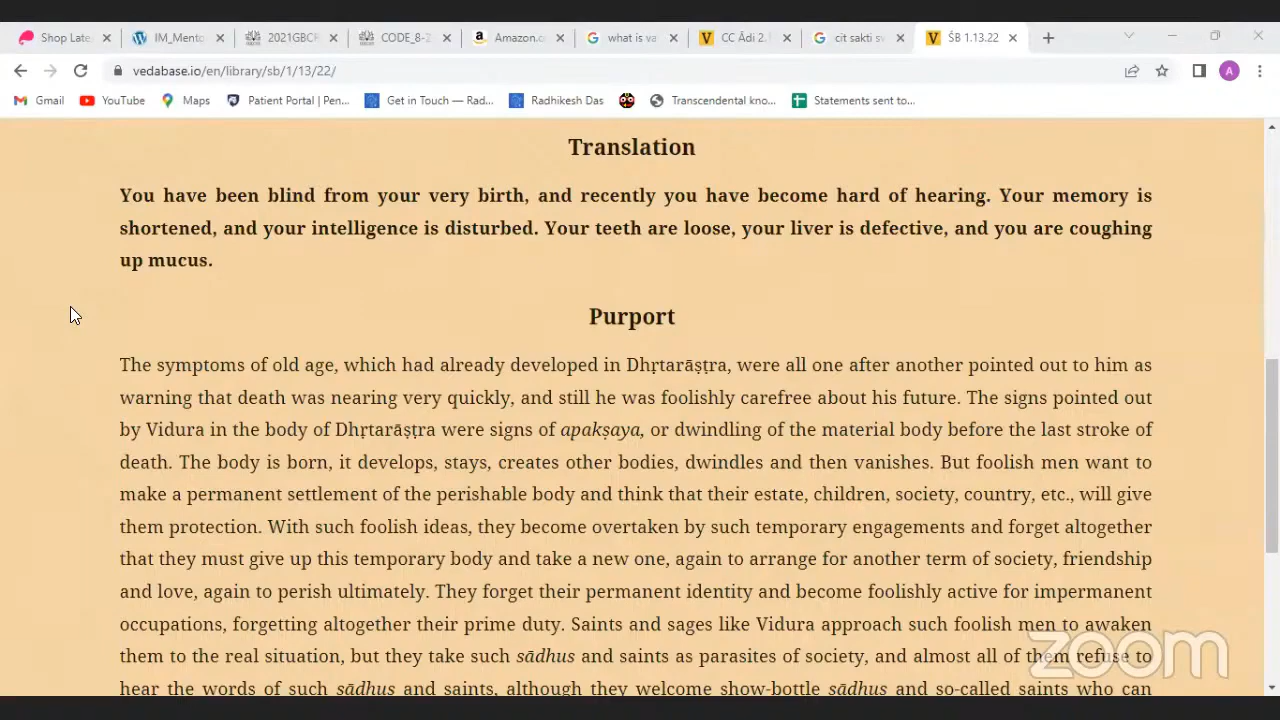 Shop Late
IM_Mento
2021GBCF
CODE_8-2
Amazon.c
what is va
CC Ādi 2.
cit sakti sv
ŚB 1.13.22
vedabase.io/en/library/sb/1/13/22/
A
Gmail
YouTube
Maps
Patient Portal | Pen...
Get in Touch — Rad...
Radhikesh Das
Transcendental kno...
Statements sent to...
Translation
You have been blind from your very birth, and recently you have become hard of hearing. Your memory is
shortened, and your intelligence is disturbed. Your teeth are loose, your liver is defective, and you are coughing
up mucus.
Purport
The symptoms of old age, which had already developed in Dhṛtarāṣṭra, were all one after another pointed out to him as
warning that death was nearing very quickly, and still he was foolishly carefree about his future. The signs pointed out
by Vidura in the body of Dhṛtarāṣṭra were signs of apakṣaya, or dwindling of the material body before the last stroke of
death. The body is born, it develops, stays, creates other bodies, dwindles and then vanishes. But foolish men want to
make a permanent settlement of the perishable body and think that their estate, children, society, country, etc., will give
them protection. With such foolish ideas, they become overtaken by such temporary engagements and forget altogether
that they must give up this temporary body and take a new one, again to arrange for another term of society, friendship
and love, again to perish ultimately. They forget their permanent identity and become foolishly active for impermanent
occupations, forgetting altogether their prime duty. Saints and sages like Vidura approach such foolish men to awaken
them to the real situation, but they take such sādhus and saints as parasites of society, and almost all of them refuse to
hear the words of such sādhus and saints, although they welcome show-bottle sādhus and so-called saints who can
zoom